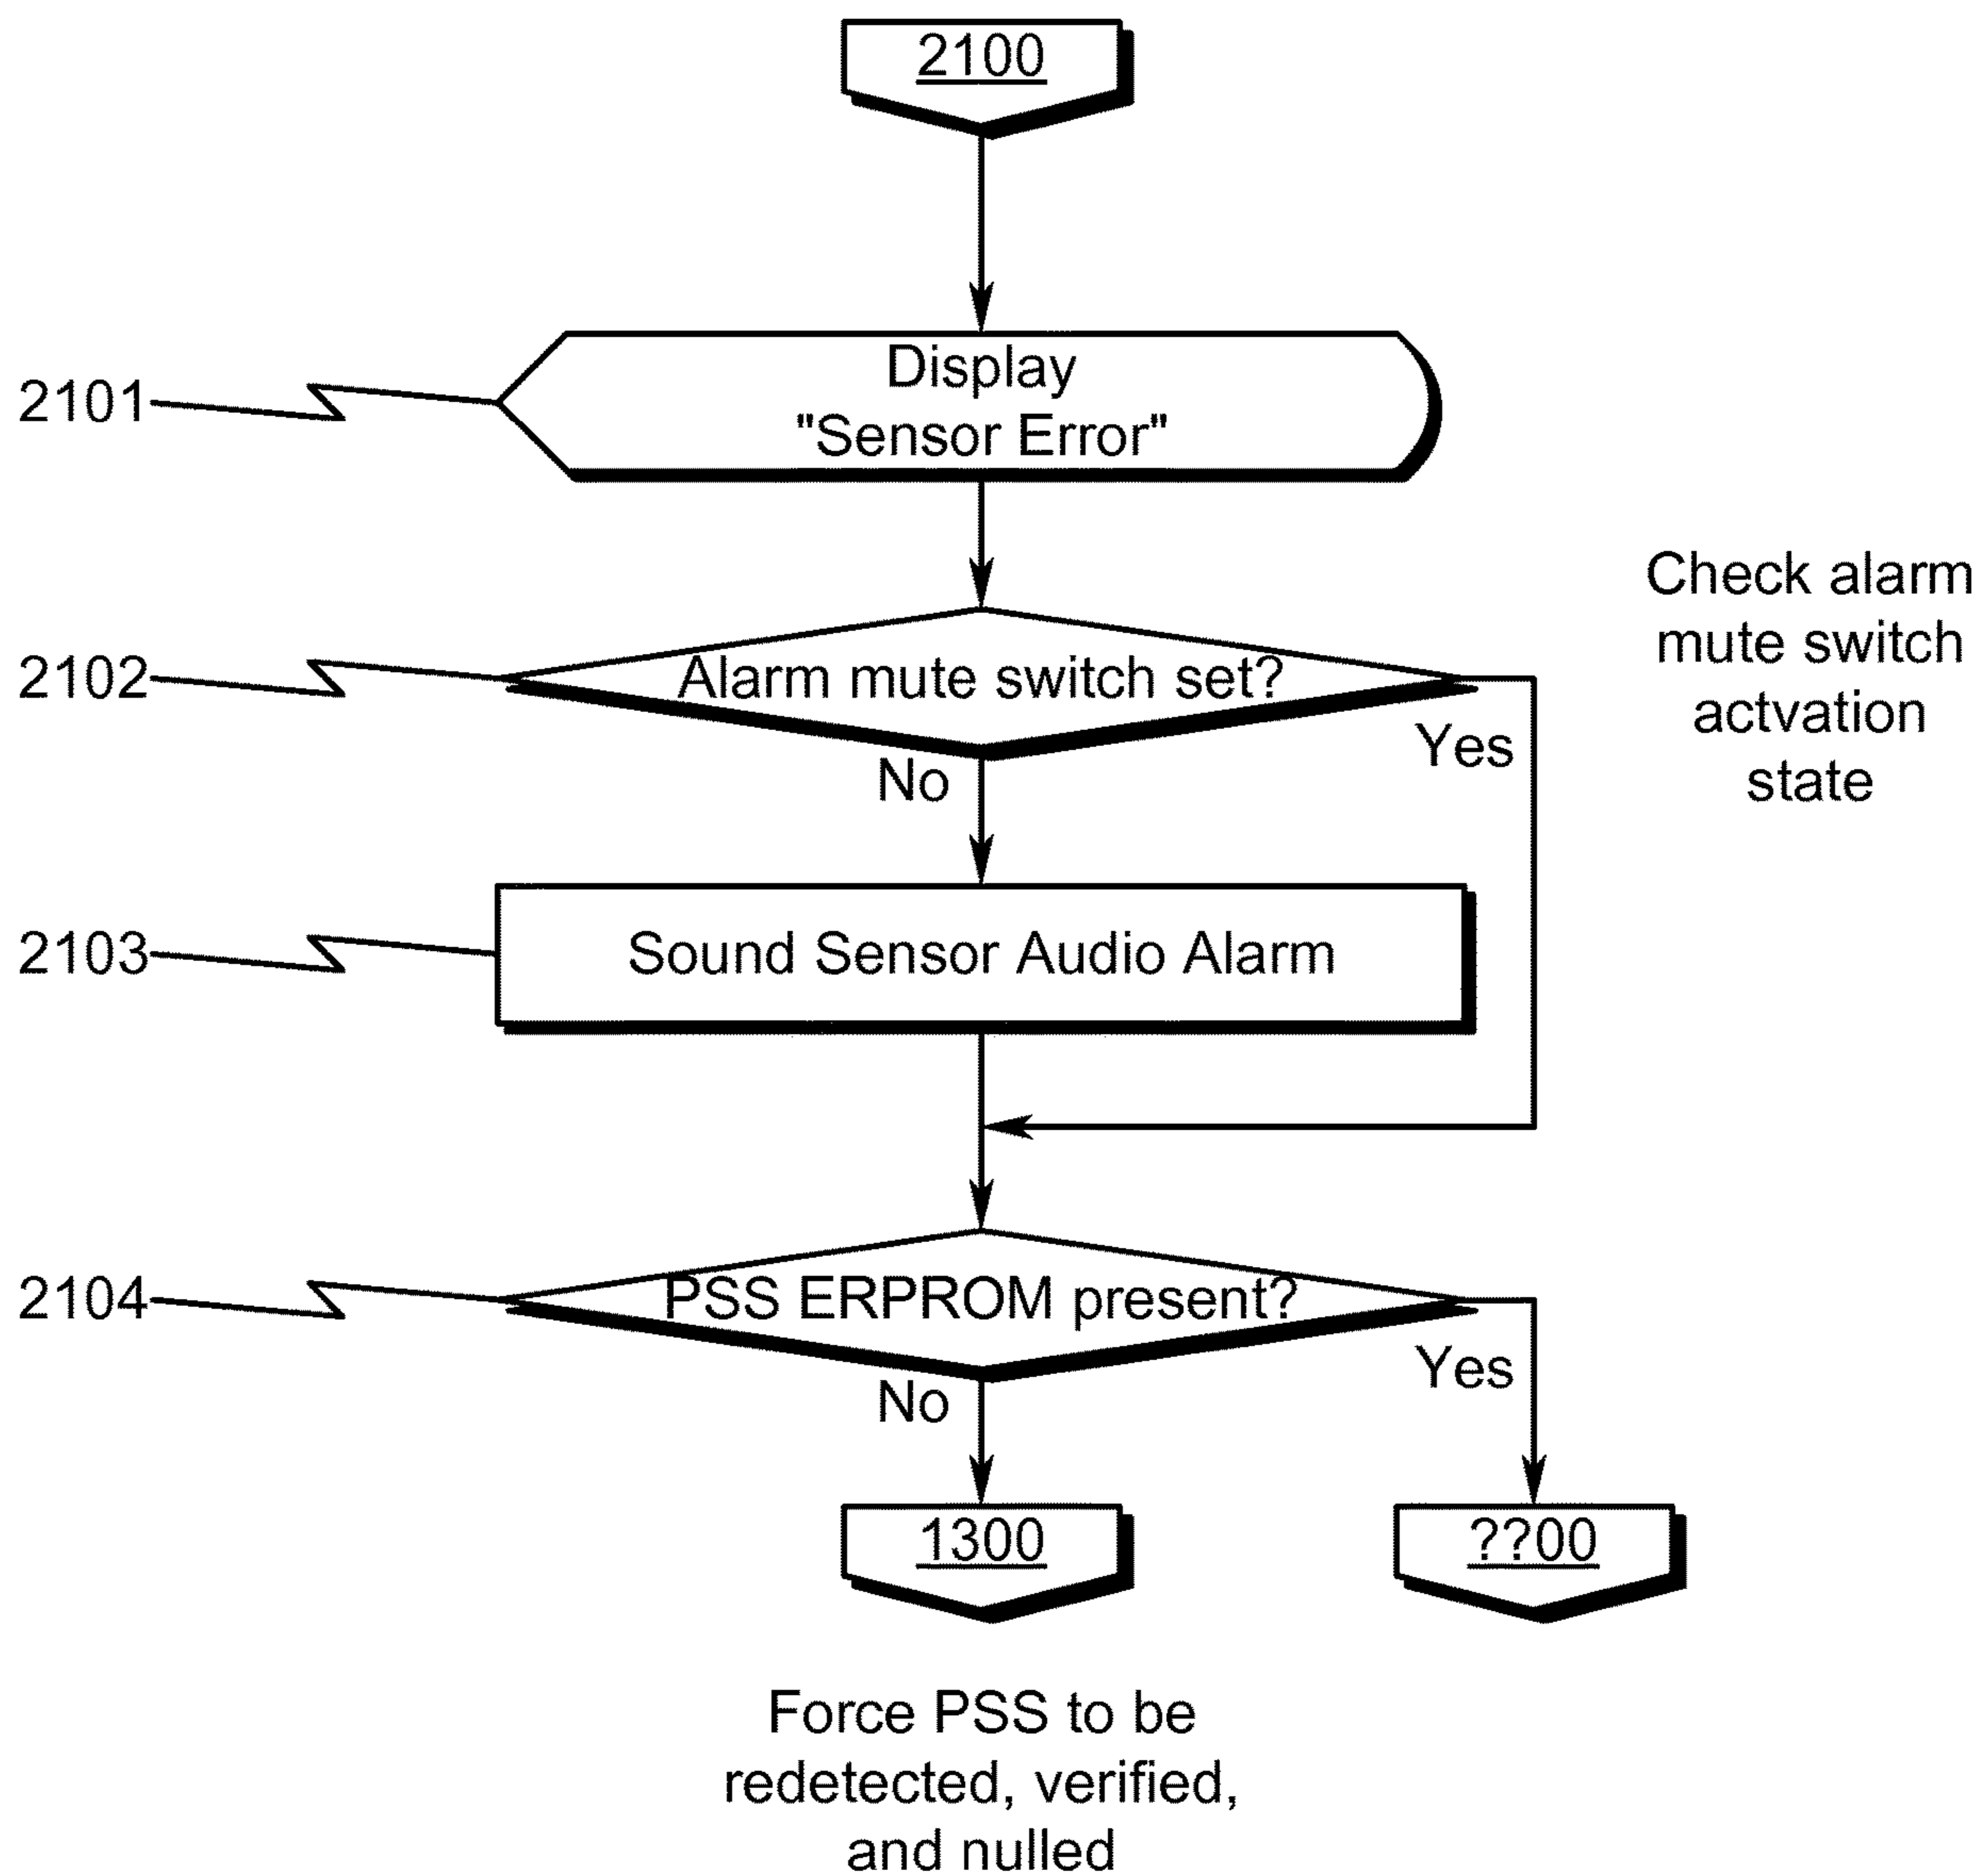 2100
2101
Display
"Sensor Error"
2102
Alarm mute switch set?
Check alarm
mute switch
actvation
state
Yes
No
2103
Sound Sensor Audio Alarm
2104
PSS ERPROM present?
Yes
No
1300
??00
Force PSS to be
redetected, verified,
and nulled